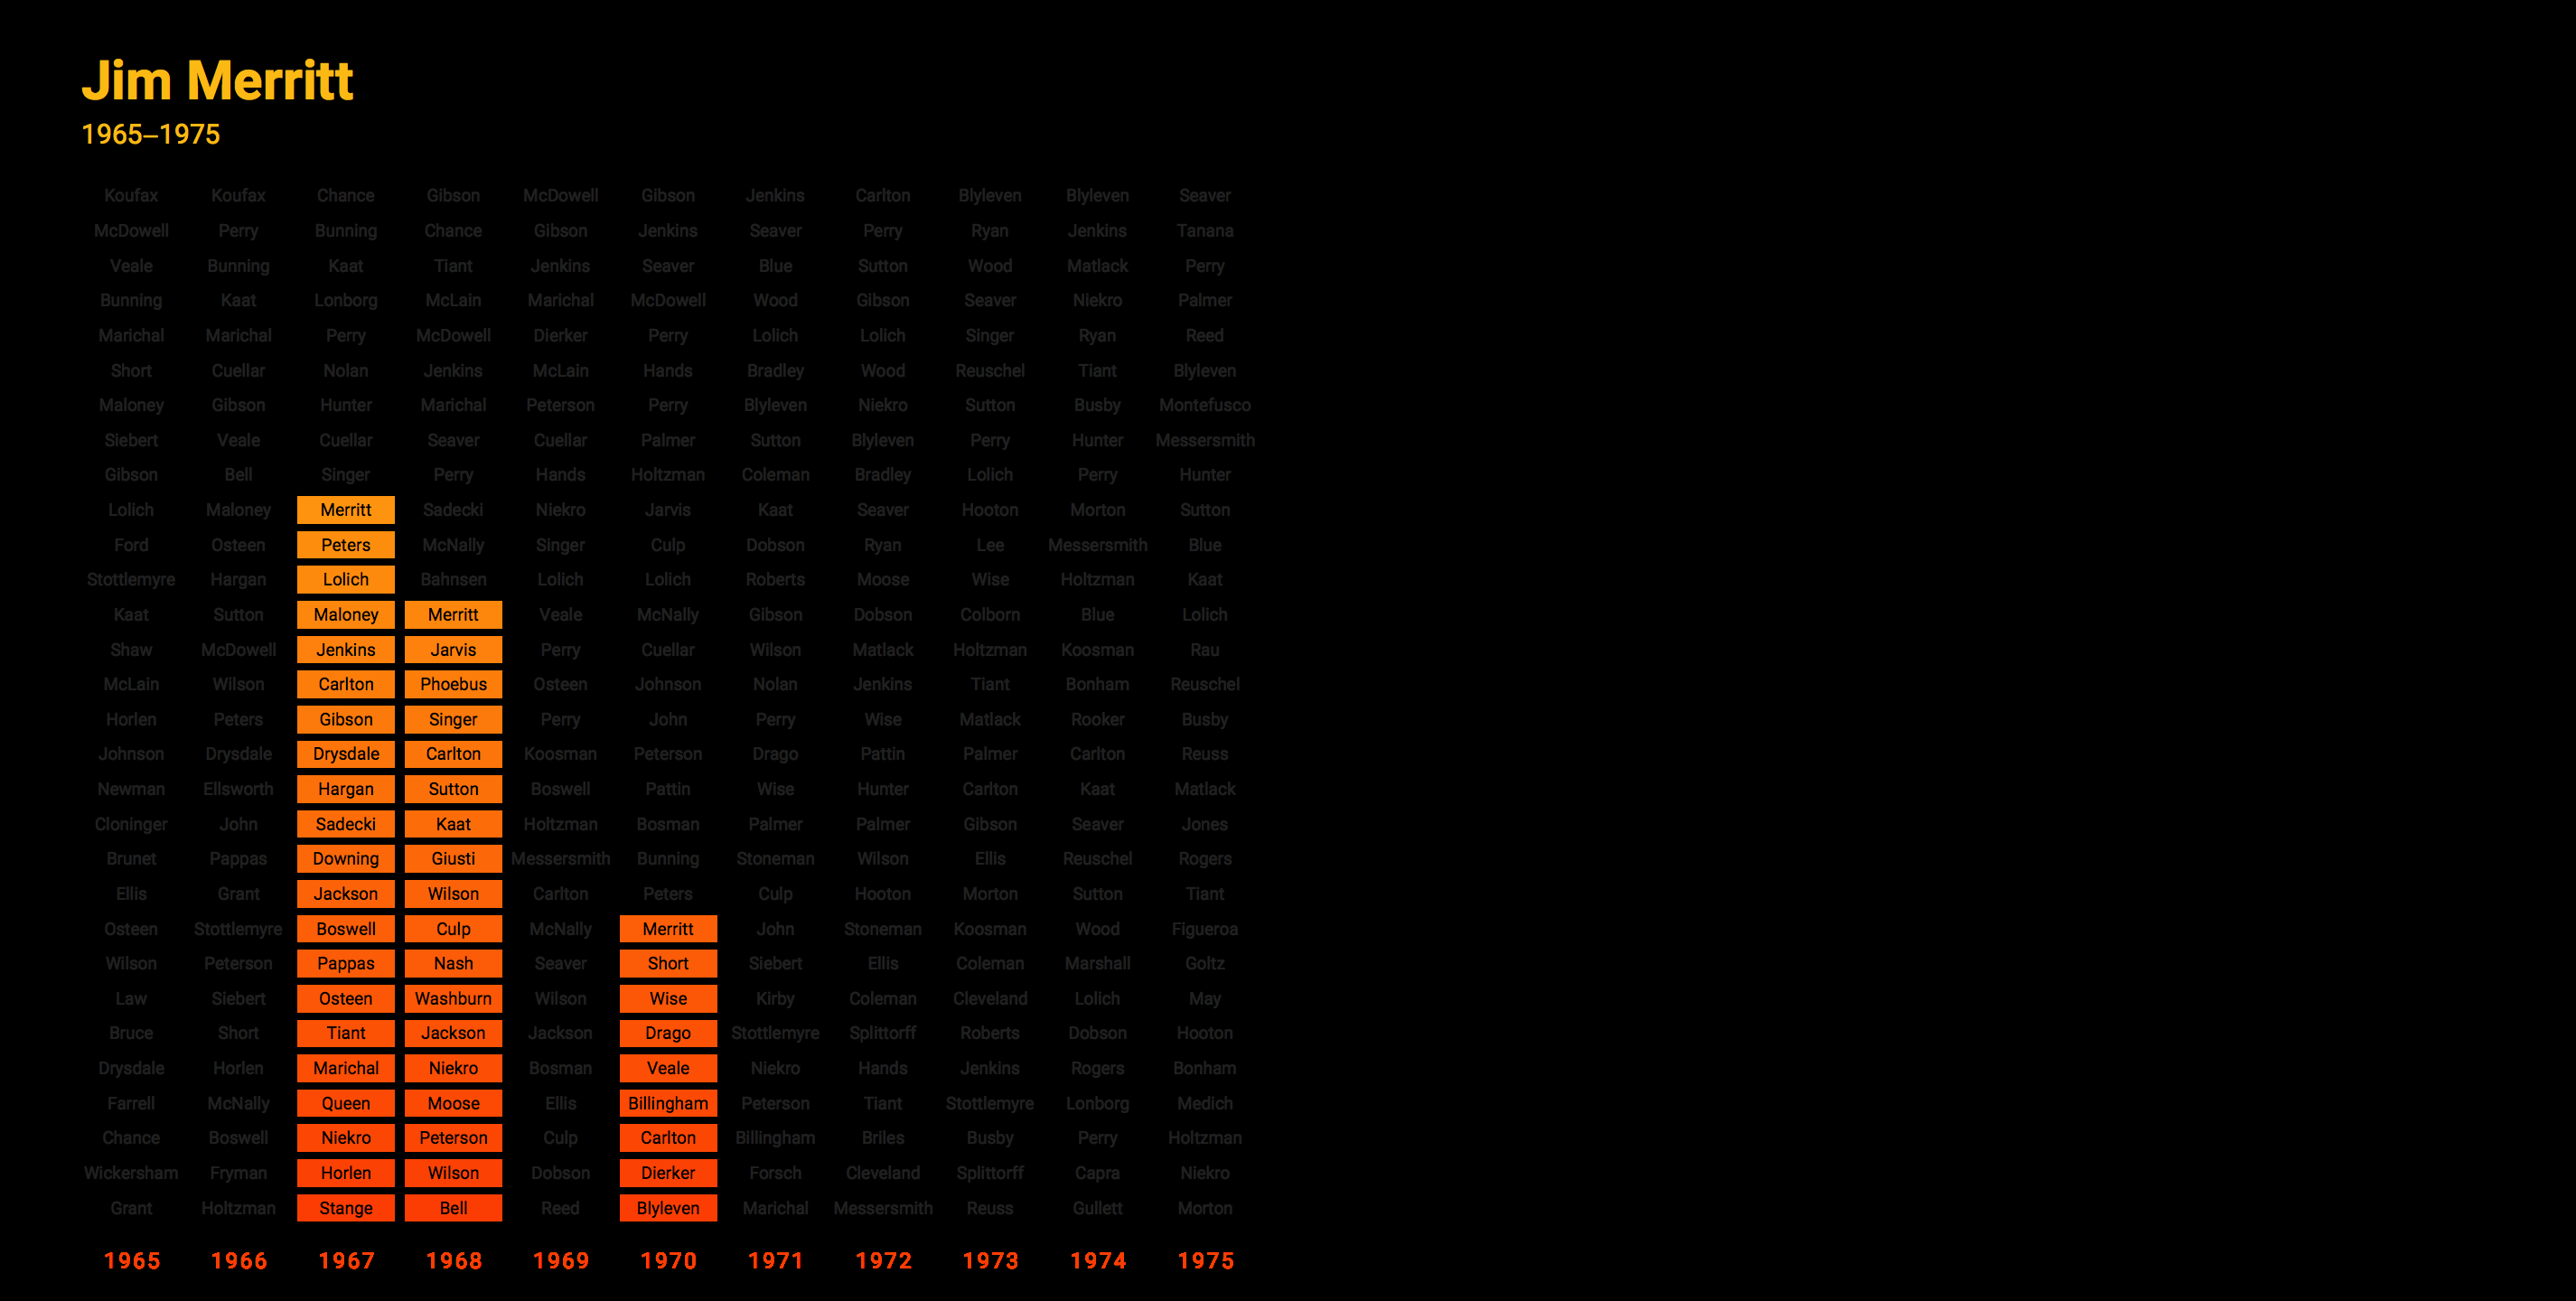 Jim Merritt
1965–1975
Koufax Koufax Chance Gibson McDowell Gibson Jenkins Carlton Blyleven Blyleven Seaver
McDowell Perry Bunning Chance Gibson Jenkins Seaver Perry Ryan Jenkins Tanana
Veale Bunning Kaat Tiant Jenkins Seaver Blue Sutton Wood Matlack Perry
Bunning Kaat Lonborg McLain Marichal McDowell Wood Gibson Seaver Niekro Palmer
Marichal Marichal Perry McDowell Dierker Perry Lolich Lolich Singer Ryan Reed
Short Cuellar Nolan Jenkins McLain Hands Bradley Wood Reuschel Tiant Blyleven
Maloney Gibson Hunter Marichal Peterson Perry Blyleven Niekro Sutton Busby Montefusco
Siebert Veale Cuellar Seaver Cuellar Palmer Sutton Blyleven Perry Hunter Messersmith
Gibson Bell Singer Perry Hands Holtzman Coleman Bradley Lolich Perry Hunter
Lolich Maloney Merritt Sadecki Niekro Jarvis Kaat Seaver Hooton Morton Sutton
Ford Osteen Peters McNally Singer Culp Dobson Ryan Lee Messersmith Blue
Stottlemyre Hargan Lolich Bahnsen Lolich Lolich Roberts Moose Wise Holtzman Kaat
Kaat Sutton Maloney Merritt Veale McNally Gibson Dobson Colborn Blue Lolich
Shaw McDowell Jenkins Jarvis Perry Cuellar Wilson Matlack Holtzman Koosman Rau
McLain Wilson Carlton Phoebus Osteen Johnson Nolan Jenkins Tiant Bonham Reuschel
Horlen Peters Gibson Singer Perry John Perry Wise Matlack Rooker Busby
Johnson Drysdale Drysdale Carlton Koosman Peterson Drago Pattin Palmer Carlton Reuss
Newman Ellsworth Hargan Sutton Boswell Pattin Wise Hunter Carlton Kaat Matlack
Cloninger John Sadecki Kaat Holtzman Bosman Palmer Palmer Gibson Seaver Jones
Brunet Pappas Downing Giusti Messersmith Bunning Stoneman Wilson Ellis Reuschel Rogers
Ellis Grant Jackson Wilson Carlton Peters Culp Hooton Morton Sutton Tiant
Osteen Stottlemyre Boswell Culp McNally Merritt John Stoneman Koosman Wood Figueroa
Wilson Peterson Pappas Nash Seaver Short Siebert Ellis Coleman Marshall Goltz
Law Siebert Osteen Washburn Wilson Wise Kirby Coleman Cleveland Lolich May
Bruce Short Tiant Jackson Jackson Drago Stottlemyre Splittorff Roberts Dobson Hooton
Drysdale Horlen Marichal Niekro Bosman Veale Niekro Hands Jenkins Rogers Bonham
Farrell McNally Queen Moose Ellis Billingham Peterson Tiant Stottlemyre Lonborg Medich
Chance Boswell Niekro Peterson Culp Carlton Billingham Briles Busby Perry Holtzman
Wickersham Fryman Horlen Wilson Dobson Dierker Forsch Cleveland Splittorff Capra Niekro
Grant Holtzman Stange Bell Reed Blyleven Marichal Messersmith Reuss Gullett Morton
1965 1966 1967 1968 1969 1970 1971 1972 1973 1974 1975